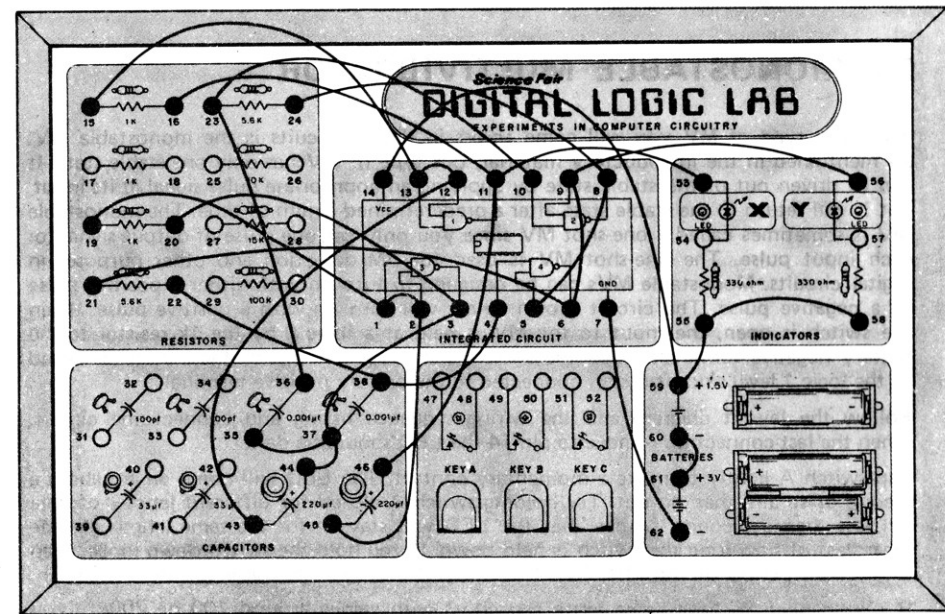 Science Fair
DIGITAL LOGIC LAB
EXPERIMENTS IN COMPUTER CIRCUITRY
15 1K 16 23 5.6K 24
17 1K 18 25 26
19 1K 20 27 15K 28
21 5.6K 22 29 100K 30
RESISTORS
14 13 12 11 10 9 8
Vcc
1 2
3 4
GND
1 2 3 4 5 6 7
INTEGRATED CIRCUIT
53 56
LED X Y LED
54 57
330 ohm 330 ohm
55 58
INDICATORS
32 34 36 38
100pf 0.001µf 0.001µf
31 33 35 37
40 42 44 46
33µf 33µf 220µf 220µf
39 41 43 45
CAPACITORS
47 48 49 50 51 52
KEY A KEY B KEY C
59 + 1.5V
60 -
BATTERIES
61 + 3V
62 -